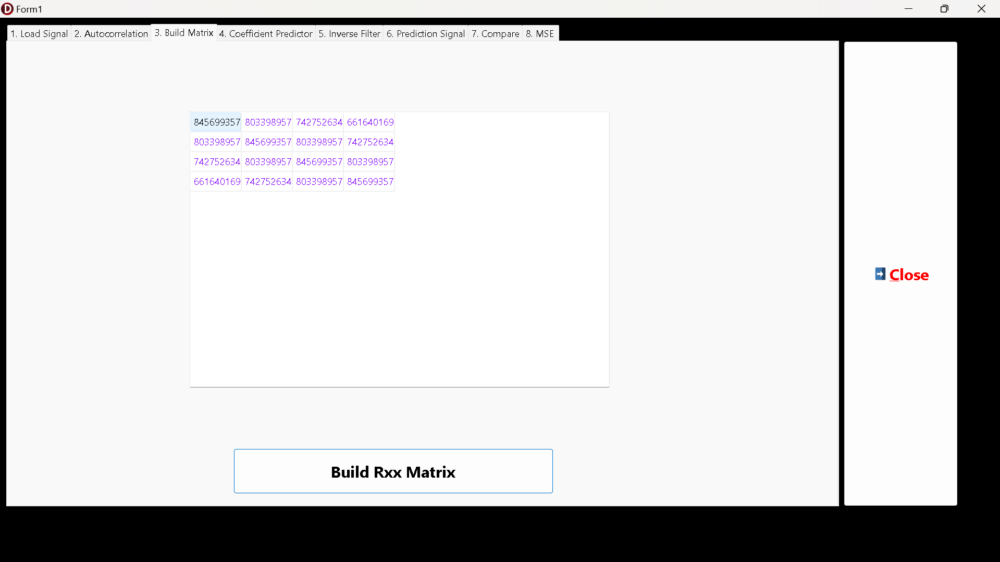 Form1
1. Load Signal 2. Autocorrelation 3. Build Matrix 4. Coefficient Predictor 5. Inverse Filter 6. Prediction Signal 7. Compare 8. MSE
845699357 803398957 742752634 661640169
803398957 845699357 803398957 742752634
742752634 803398957 845699357 803398957
661640169 742752634 803398957 845699357
Close
Build Rxx Matrix